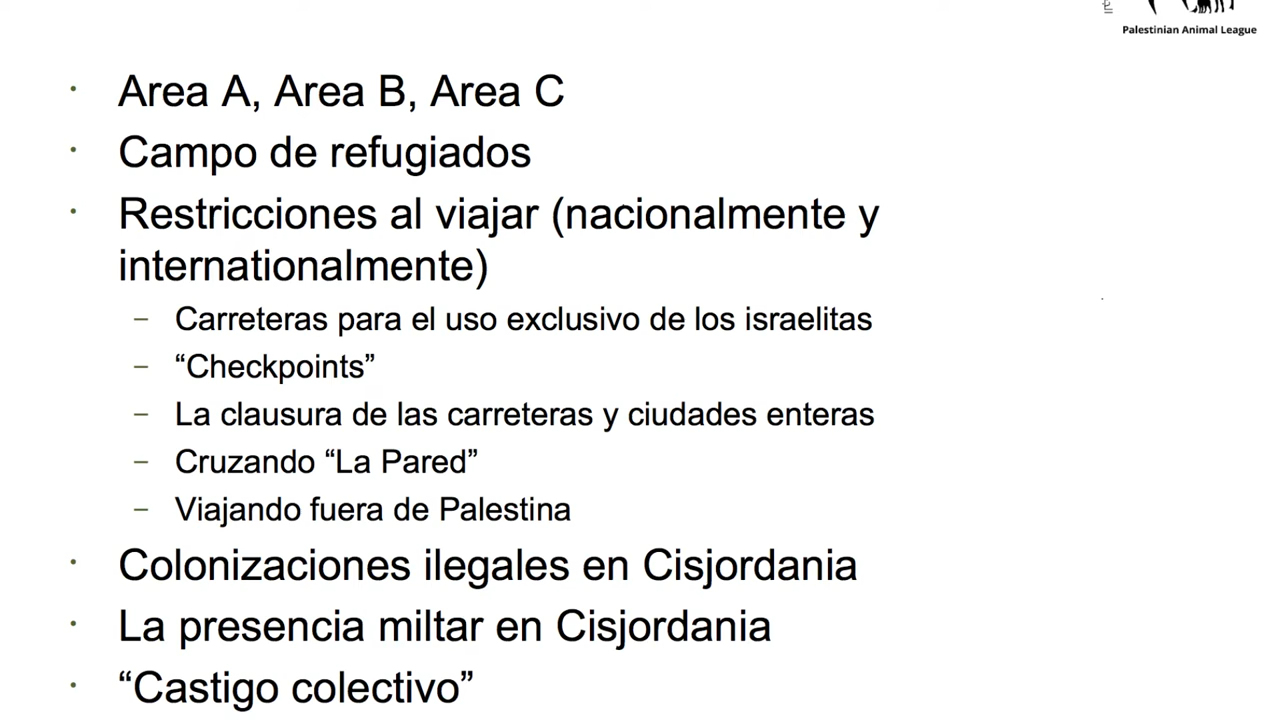 Palestinian Animal League
· Area A, Area B, Area C
· Campo de refugiados
· Restricciones al viajar (nacionalmente y
internationalmente)
– Carreteras para el uso exclusivo de los israelitas
– “Checkpoints”
– La clausura de las carreteras y ciudades enteras
– Cruzando “La Pared”
– Viajando fuera de Palestina
· Colonizaciones ilegales en Cisjordania
· La presencia miltar en Cisjordania
· “Castigo colectivo”